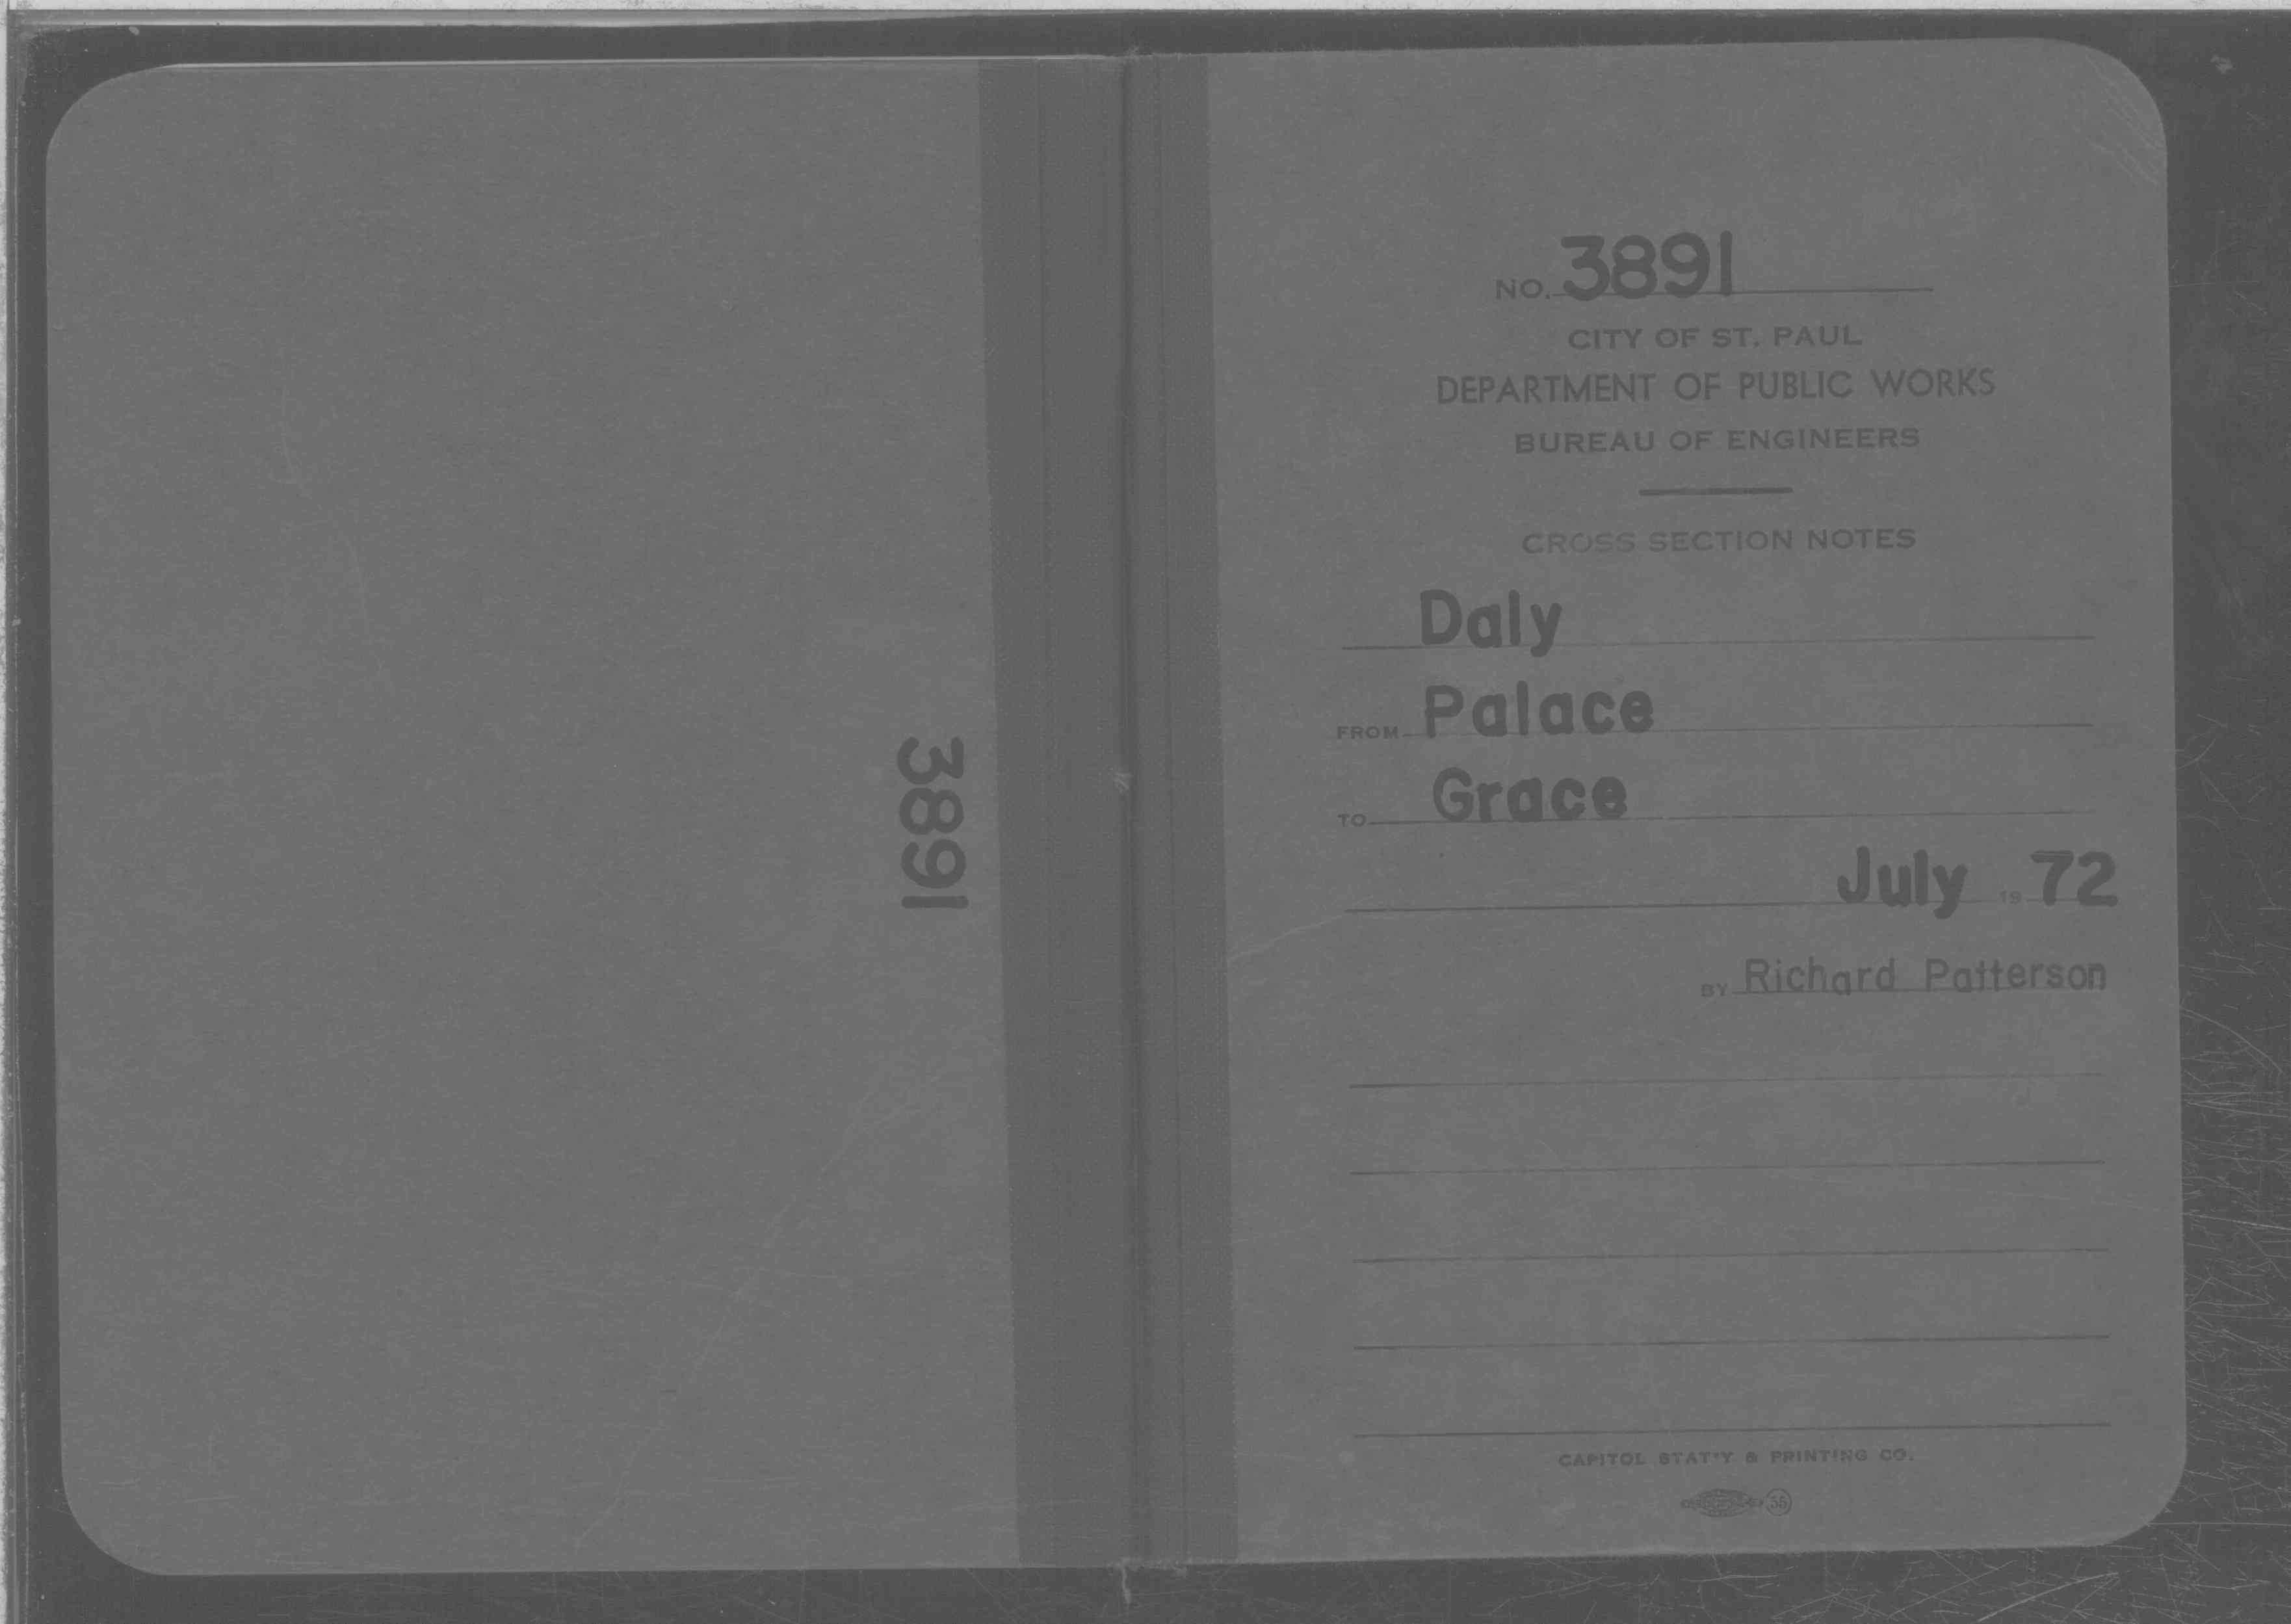 3891
NO. 3891
CITY OF ST. PAUL
DEPARTMENT OF PUBLIC WORKS
BUREAU OF ENGINEERS
CROSS SECTION NOTES
Daly
FROM Palace
TO Grace
July 19 72
BY Richard Patterson
CAPITOL STAT'Y & PRINTING CO.